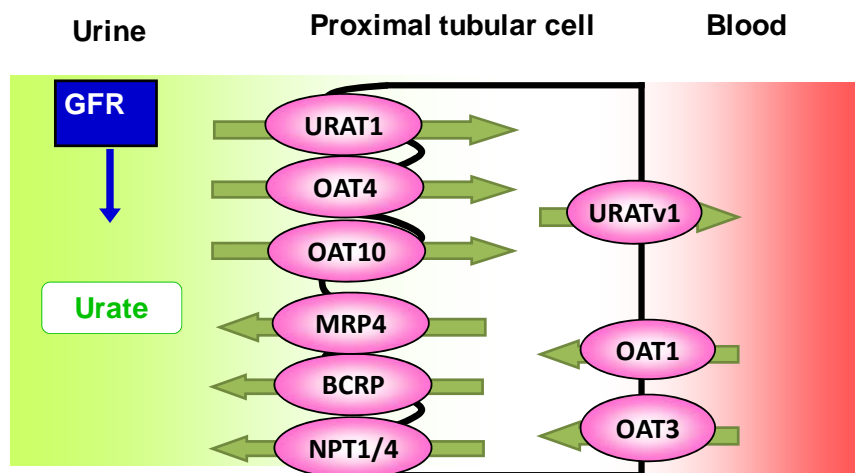 Urine
Proximal tubular cell
Blood
GFR
URAT1
OAT4
URATv1
OAT10
Urate
MRP4
OAT1
BCRP
OAT3
NPT1/4